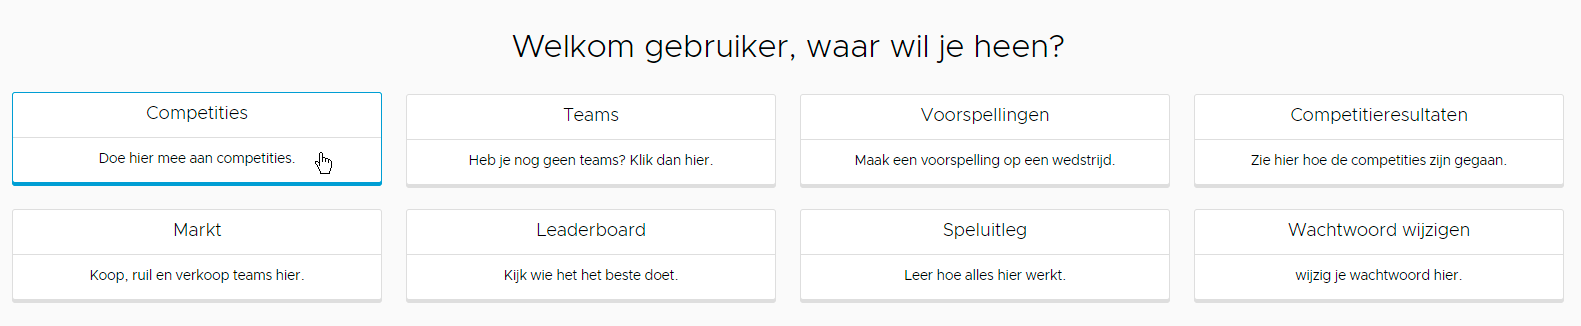 Welkom gebruiker, waar wil je heen?
Competities
Doe hier mee aan competities.
Teams
Heb je nog geen teams? Klik dan hier.
Voorspellingen
Maak een voorspelling op een wedstrijd.
Competitieresultaten
Zie hier hoe de competities zijn gegaan.
Markt
Koop, ruil en verkoop teams hier.
Leaderboard
Kijk wie het het beste doet.
Speluitleg
Leer hoe alles hier werkt.
Wachtwoord wijzigen
wijzig je wachtwoord hier.